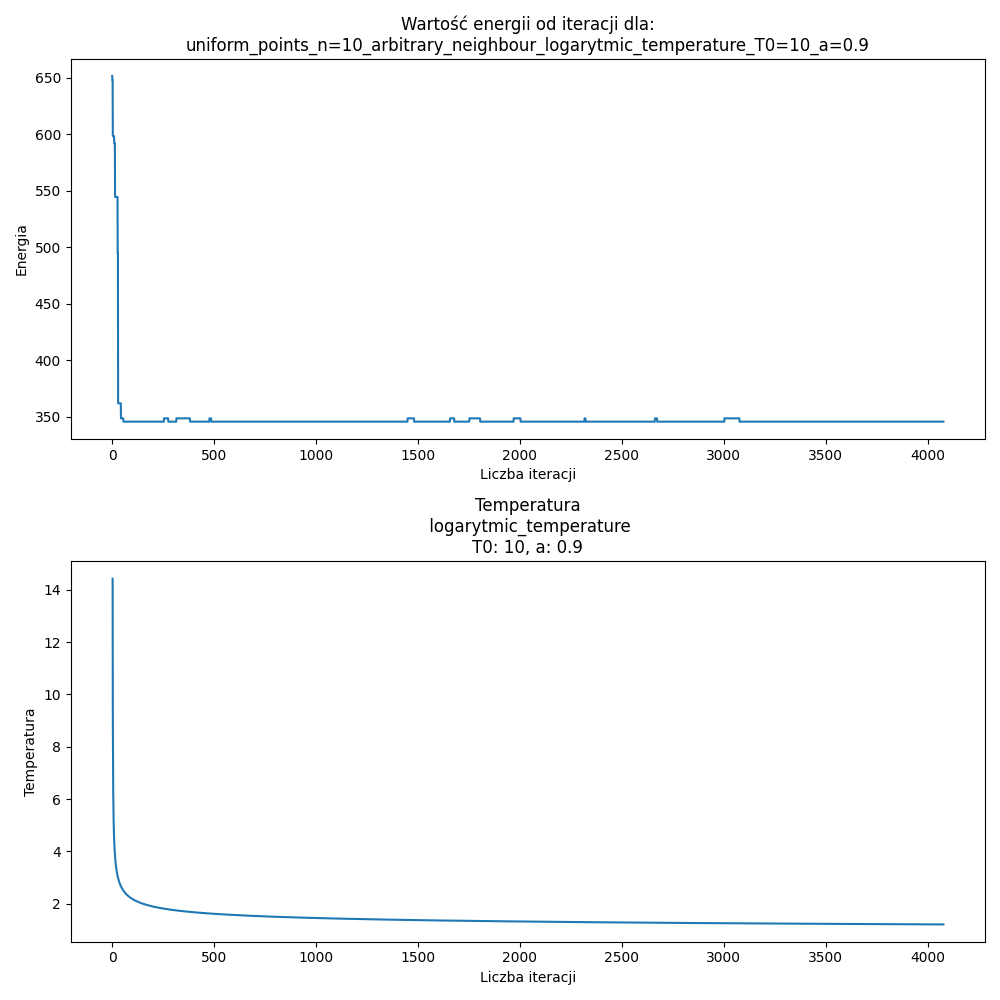 Wartość energii od iteracji dla:
uniform_points_n=10_arbitrary_neighbour_logarytmic_temperature_T0=10_a=0.9
650
600
550
500
450
400
350
Energia
0 500 1000 1500 2000 2500 3000 3500 4000
Liczba iteracji
Temperatura
logarytmic_temperature
T0: 10, a: 0.9
14
12
10
8
6
4
2
Temperatura
0 500 1000 1500 2000 2500 3000 3500 4000
Liczba iteracji